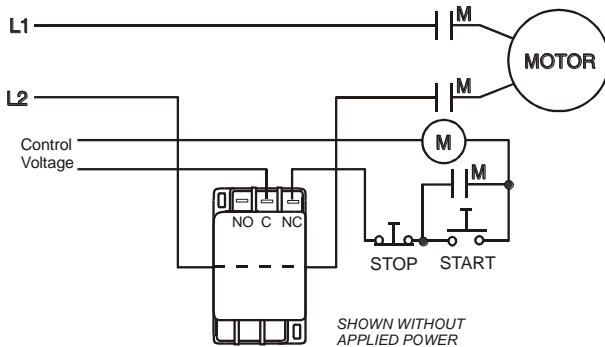 L1
M
MOTOR
L2
M
Control
Voltage
M
M
NO C NC
STOP START
SHOWN WITHOUT
APPLIED POWER